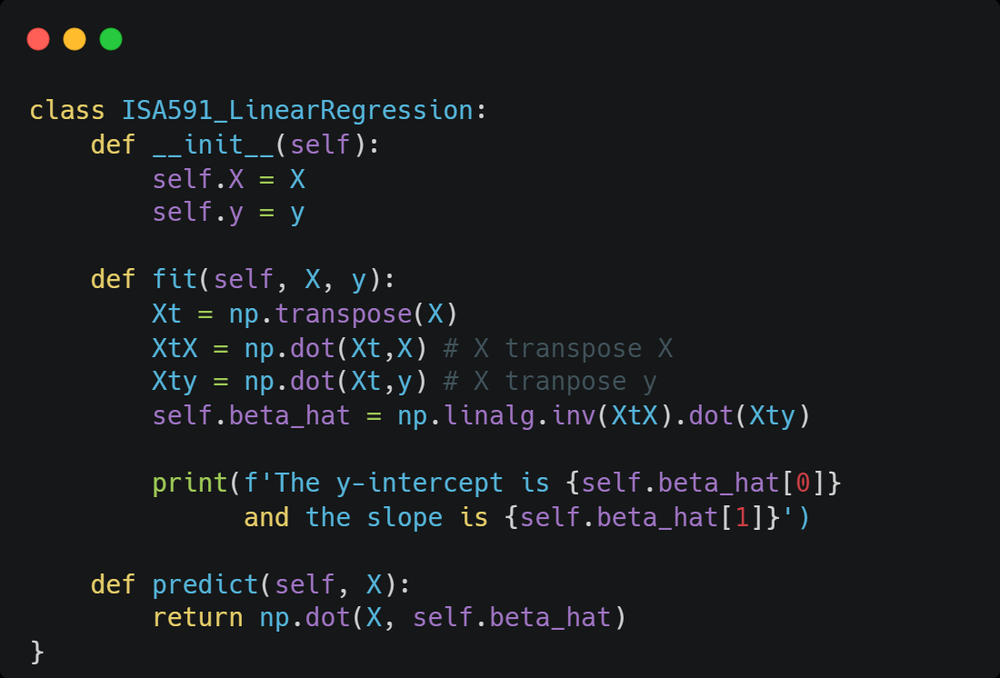 class ISA591_LinearRegression:
    def __init__(self):
        self.X = X
        self.y = y

    def fit(self, X, y):
        Xt = np.transpose(X)
        XtX = np.dot(Xt,X) # X transpose X
        Xty = np.dot(Xt,y) # X tranpose y
        self.beta_hat = np.linalg.inv(XtX).dot(Xty)

        print(f'The y-intercept is {self.beta_hat[0]}
              and the slope is {self.beta_hat[1]}')

    def predict(self, X):
        return np.dot(X, self.beta_hat)
}